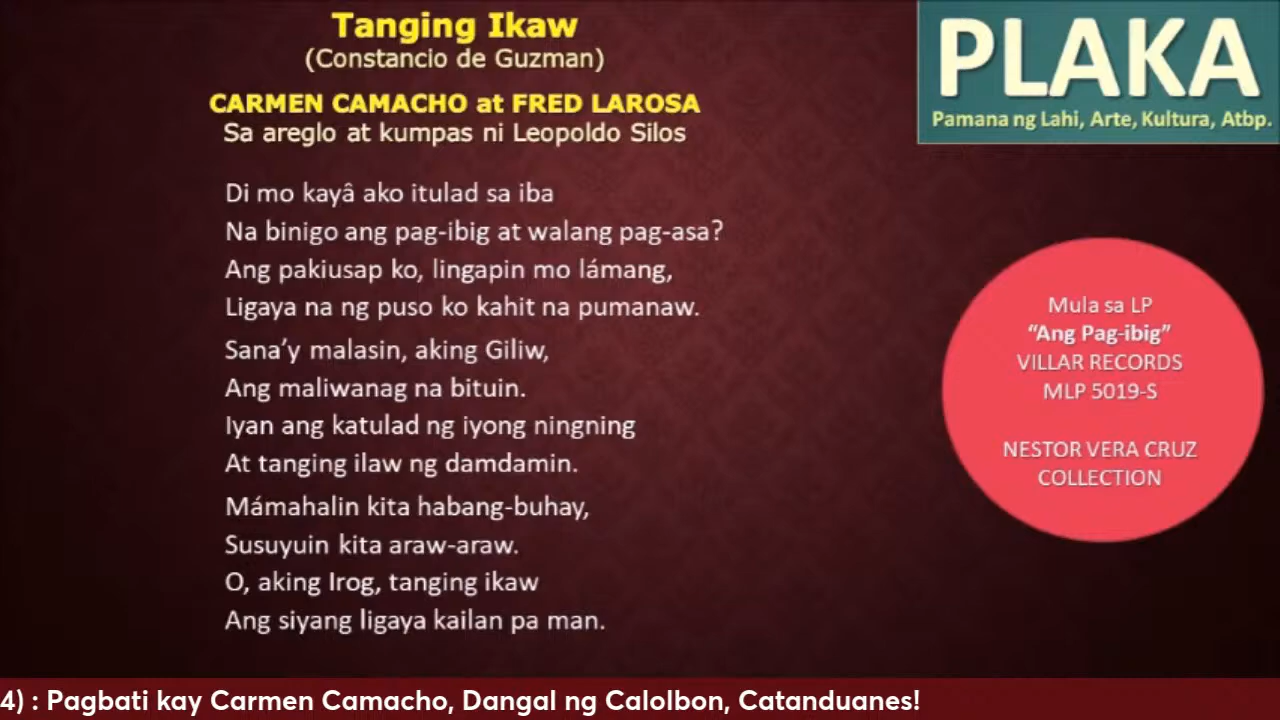 Tanging Ikaw
(Constancio de Guzman)
CARMEN CAMACHO at FRED LAROSA
Sa areglo at kumpas ni Leopoldo Silos
Di mo kayâ ako itulad sa iba
Na binigo ang pag-ibig at walang pag-asa?
Ang pakiusap ko, lingapin mo lámang,
Ligaya na ng puso ko kahit na pumanaw.
Sana’y malasin, aking Giliw,
Ang maliwanag na bituin.
Iyan ang katulad ng iyong ningning
At tanging ilaw ng damdamin.
Mámahalin kita habang-buhay,
Susuyuin kita araw-araw.
O, aking Irog, tanging ikaw
Ang siyang ligaya kailan pa man.
PLAKA
Pamana ng Lahi, Arte, Kultura, Atbp.
Mula sa LP
“Ang Pag-ibig”
VILLAR RECORDS
MLP 5019-S
NESTOR VERA CRUZ
COLLECTION
4) : Pagbati kay Carmen Camacho, Dangal ng Calolbon, Catanduanes!